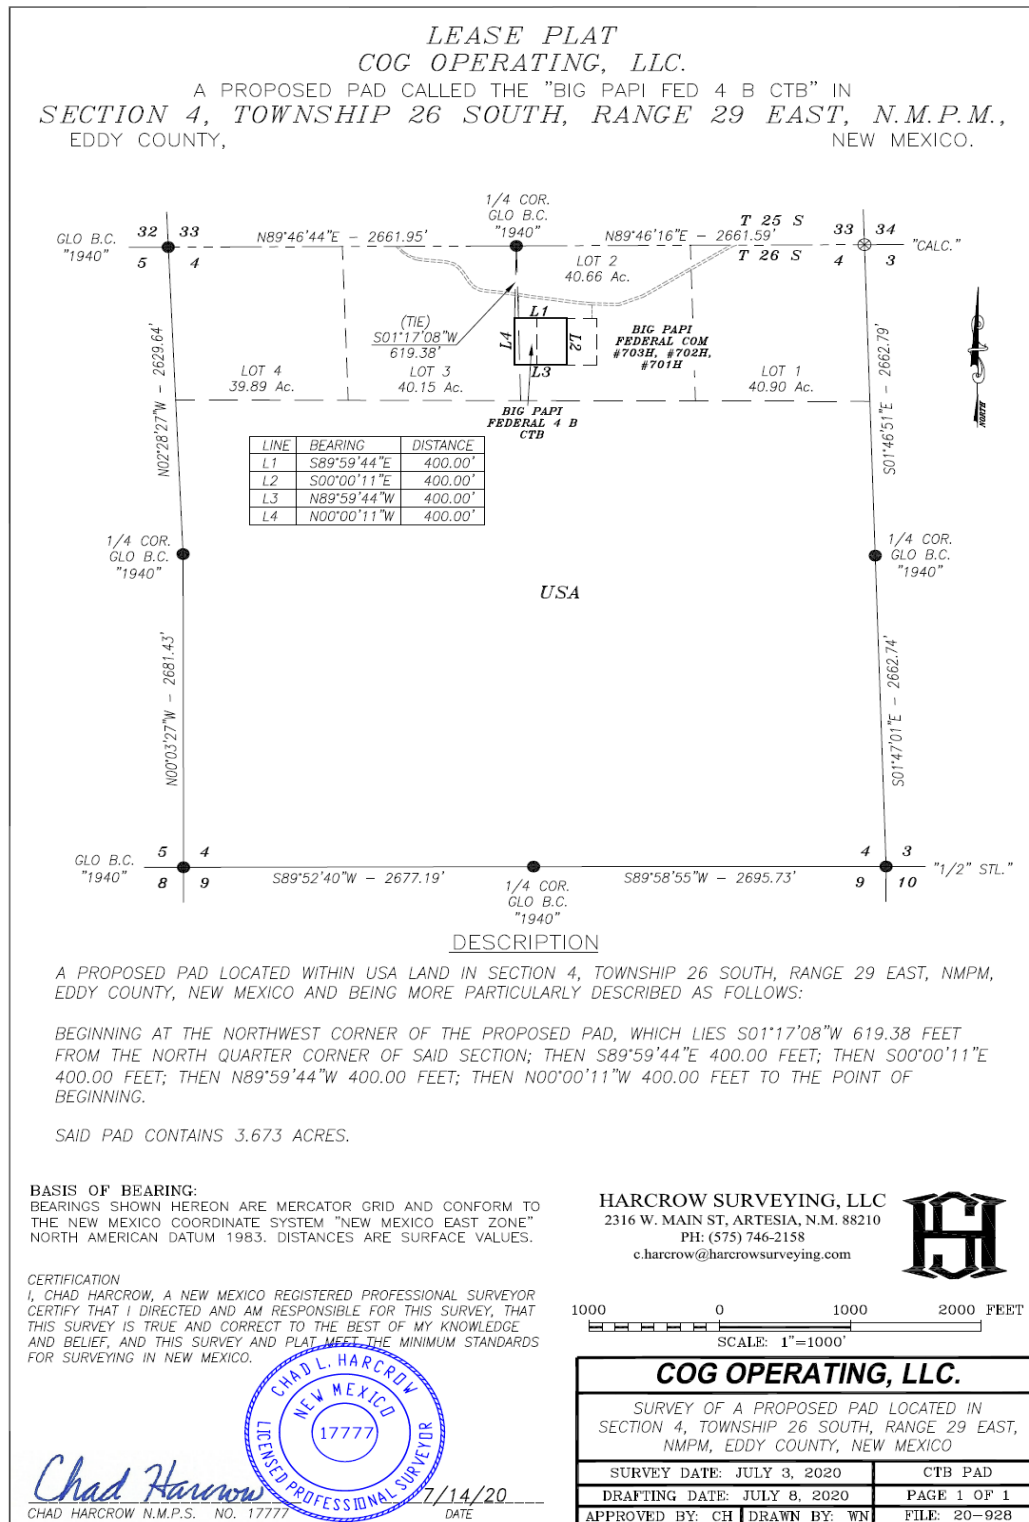 LEASE PLAT
COG OPERATING, LLC.
A PROPOSED PAD CALLED THE "BIG PAPI FED 4 B CTB" IN
SECTION 4, TOWNSHIP 26 SOUTH, RANGE 29 EAST, N.M.P.M.,
EDDY COUNTY, NEW MEXICO.
1/4 COR.
GLO B.C.
"1940"
GLO B.C.
"1940"
32 33
5 4
N89°46'44"E - 2661.95'
N89°46'16"E - 2661.59'
T 25 S
T 26 S
33 34
4 3
"CALC."
LOT 2
40.66 Ac.
(TIE)
S01°17'08"W
619.38'
L1
L4
L2
L3
BIG PAPI
FEDERAL COM
#703H, #702H,
#701H
LOT 4
39.89 Ac.
LOT 3
40.15 Ac.
LOT 1
40.90 Ac.
BIG PAPI
FEDERAL 4 B
CTB
NORTH
N02°28'27"W - 2629.64'
S01°46'51"E - 2662.79'
LINE BEARING DISTANCE
L1 S89°59'44"E 400.00'
L2 S00°00'11"E 400.00'
L3 N89°59'44"W 400.00'
L4 N00°00'11"W 400.00'
1/4 COR.
GLO B.C.
"1940"
1/4 COR.
GLO B.C.
"1940"
USA
N00°03'27"W - 2681.43'
S01°47'01"E - 2662.74'
GLO B.C.
"1940"
5 4
8 9
S89°52'40"W - 2677.19'
1/4 COR.
GLO B.C.
"1940"
S89°58'55"W - 2695.73'
4 3
9 10
"1/2" STL."
DESCRIPTION
A PROPOSED PAD LOCATED WITHIN USA LAND IN SECTION 4, TOWNSHIP 26 SOUTH, RANGE 29 EAST, NMPM,
EDDY COUNTY, NEW MEXICO AND BEING MORE PARTICULARLY DESCRIBED AS FOLLOWS:
BEGINNING AT THE NORTHWEST CORNER OF THE PROPOSED PAD, WHICH LIES S01°17'08"W 619.38 FEET
FROM THE NORTH QUARTER CORNER OF SAID SECTION; THEN S89°59'44"E 400.00 FEET; THEN S00°00'11"E
400.00 FEET; THEN N89°59'44"W 400.00 FEET; THEN N00°00'11"W 400.00 FEET TO THE POINT OF
BEGINNING.
SAID PAD CONTAINS 3.673 ACRES.
BASIS OF BEARING:
BEARINGS SHOWN HEREON ARE MERCATOR GRID AND CONFORM TO
THE NEW MEXICO COORDINATE SYSTEM "NEW MEXICO EAST ZONE"
NORTH AMERICAN DATUM 1983. DISTANCES ARE SURFACE VALUES.
CERTIFICATION
I, CHAD HARCROW, A NEW MEXICO REGISTERED PROFESSIONAL SURVEYOR
CERTIFY THAT I DIRECTED AND AM RESPONSIBLE FOR THIS SURVEY, THAT
THIS SURVEY IS TRUE AND CORRECT TO THE BEST OF MY KNOWLEDGE
AND BELIEF, AND THIS SURVEY AND PLAT MEET THE MINIMUM STANDARDS
FOR SURVEYING IN NEW MEXICO.
CHAD L. HARCROW
NEW MEXICO
17777
LICENSED PROFESSIONAL SURVEYOR
Chad Harcrow
7/14/20
CHAD HARCROW N.M.P.S. NO. 17777 DATE
HARCROW SURVEYING, LLC
2316 W. MAIN ST, ARTESIA, N.M. 88210
PH: (575) 746-2158
c.harcrow@harcrowsurveying.com
HS
1000 0 1000 2000 FEET
SCALE: 1"=1000'
COG OPERATING, LLC.
SURVEY OF A PROPOSED PAD LOCATED IN
SECTION 4, TOWNSHIP 26 SOUTH, RANGE 29 EAST,
NMPM, EDDY COUNTY, NEW MEXICO
SURVEY DATE: JULY 3, 2020 CTB PAD
DRAFTING DATE: JULY 8, 2020 PAGE 1 OF 1
APPROVED BY: CH DRAWN BY: WN FILE: 20-928